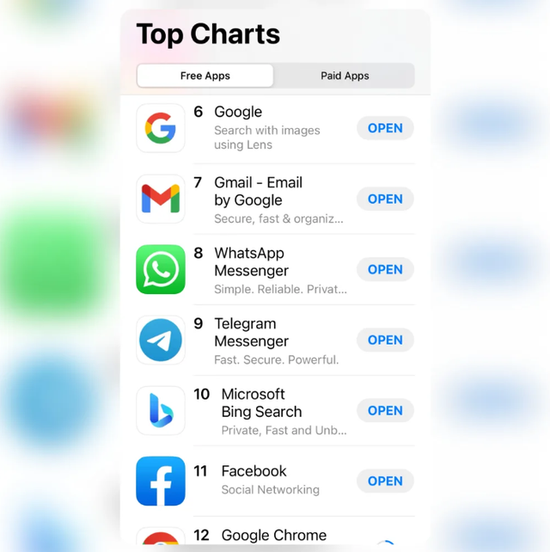 Top Charts
Free Apps
Paid Apps
6 Google
Search with images
using Lens
OPEN
7 Gmail - Email
by Google
Secure, fast & organiz...
OPEN
8 WhatsApp
Messenger
Simple. Reliable. Privat...
OPEN
9 Telegram
Messenger
Fast. Secure. Powerful.
OPEN
10 Microsoft
Bing Search
Private, Fast and Unb...
OPEN
11 Facebook
Social Networking
OPEN
12 Google Chrome